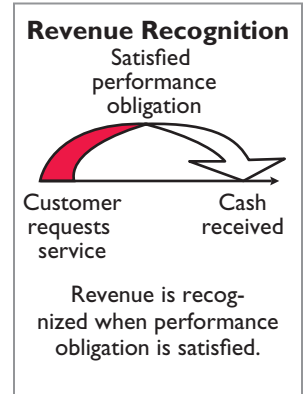 Revenue Recognition
Satisfied
performance
obligation
Customer
requests
service
Cash
received
Revenue is recog-
nized when performance
obligation is satisfied.